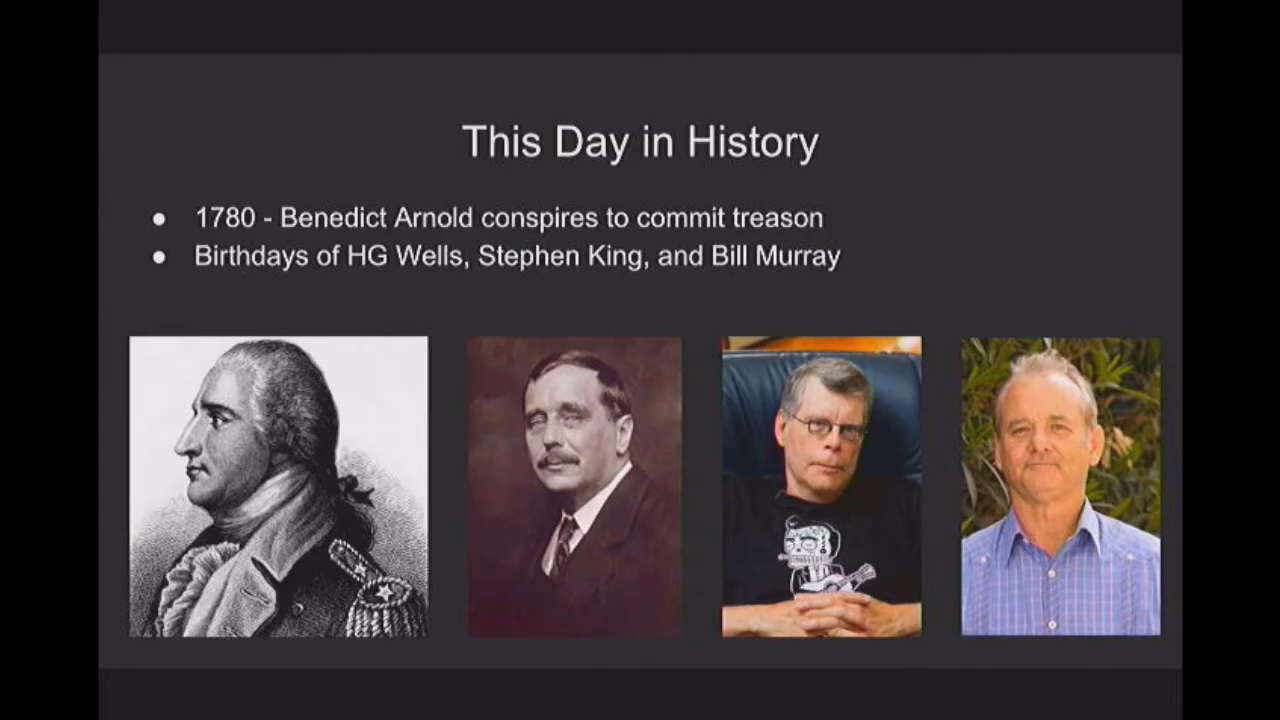 This Day in History
● 1780 - Benedict Arnold conspires to commit treason
● Birthdays of HG Wells, Stephen King, and Bill Murray